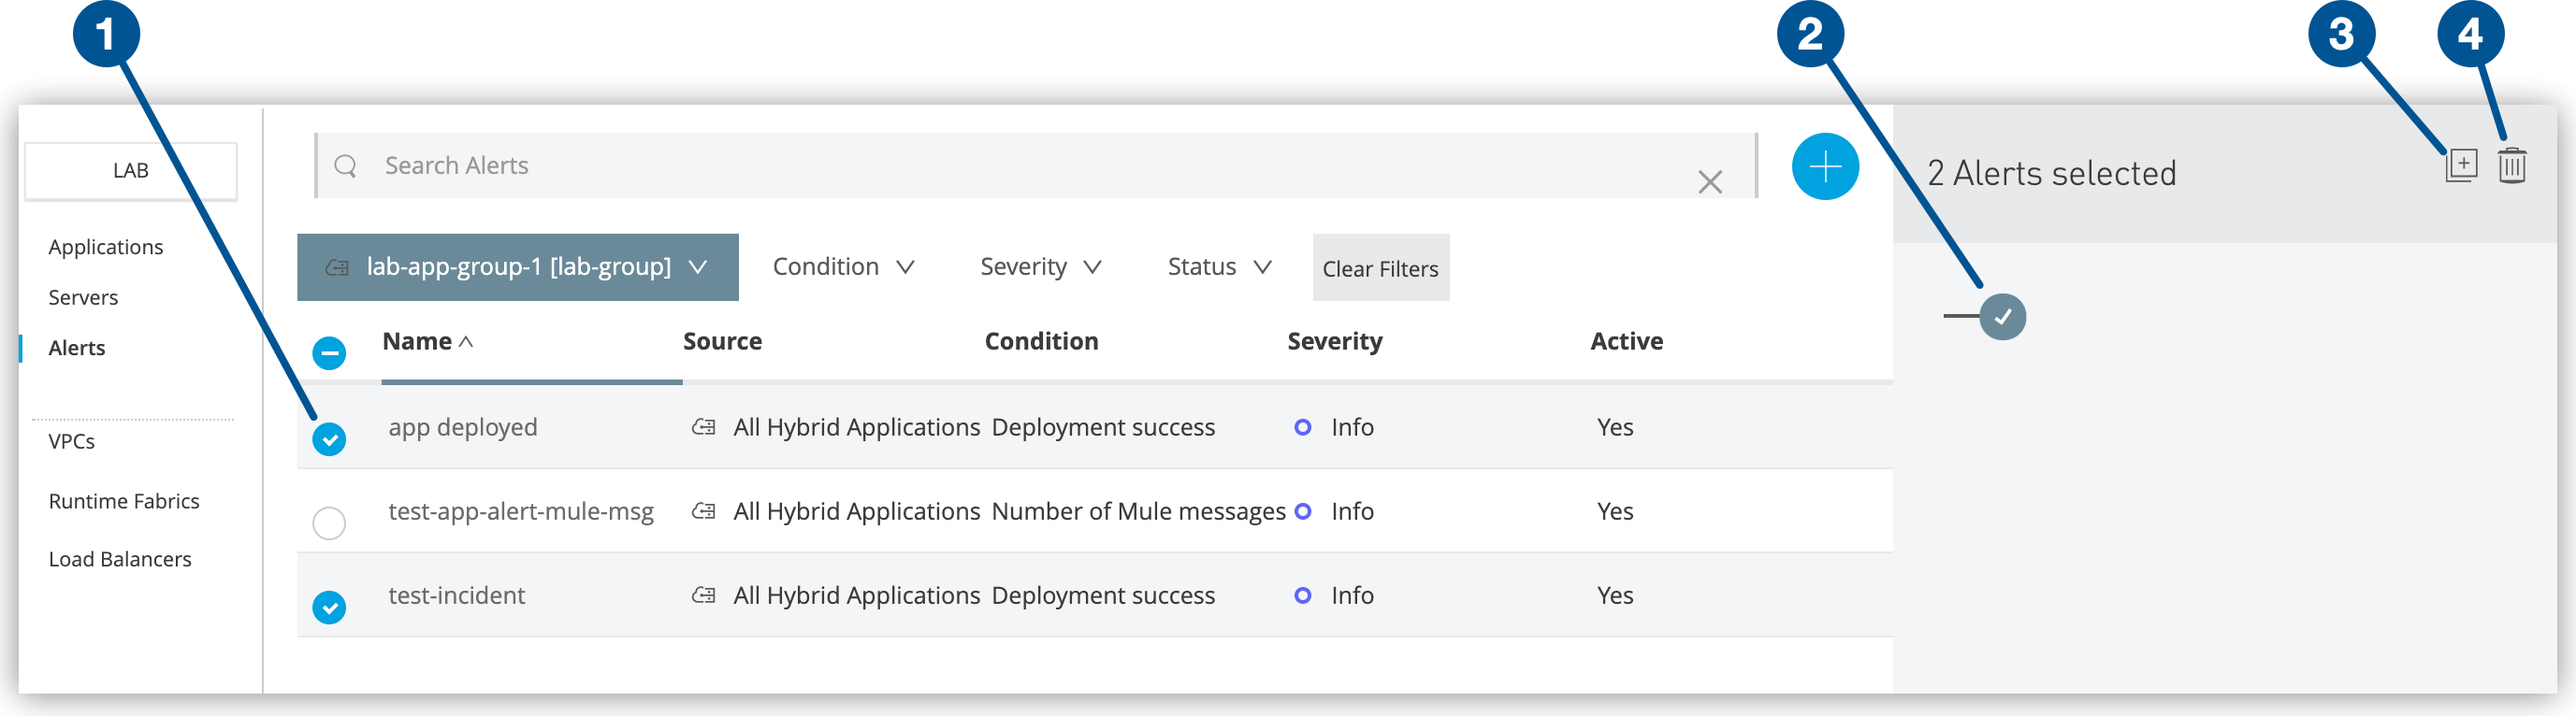 1 2 3 4
LAB
Applications
Servers
Alerts
VPCs
Runtime Fabrics
Load Balancers
Search Alerts
lab-app-group-1 [lab-group] Condition Severity Status Clear Filters
Name Source Condition Severity Active
app deployed All Hybrid Applications Deployment success Info Yes
test-app-alert-mule-msg All Hybrid Applications Number of Mule messages Info Yes
test-incident All Hybrid Applications Deployment success Info Yes
2 Alerts selected